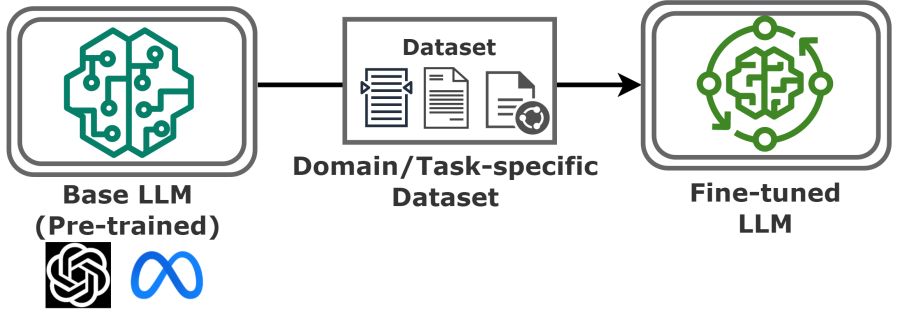 Dataset
Domain/Task-specific
Dataset
Base LLM
(Pre-trained)
Fine-tuned
LLM